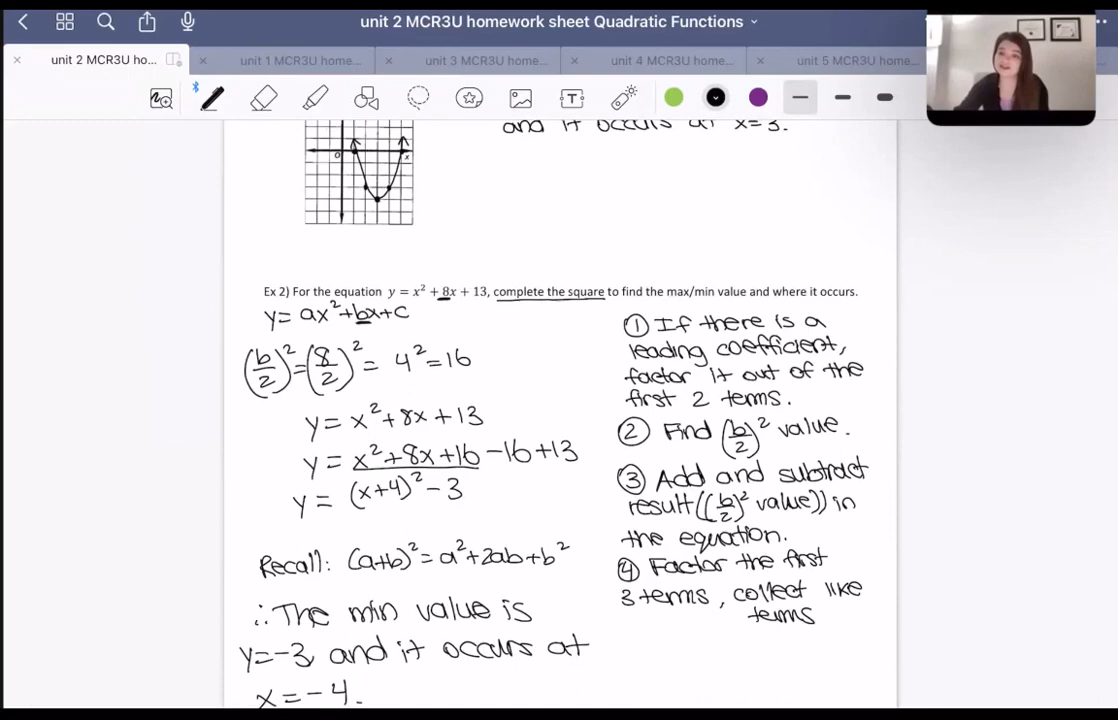 unit 2 MCR3U homework sheet Quadratic Functions
unit 2 MCR3U ho...
unit 1 MCR3U home...
unit 3 MCR3U home...
unit 4 MCR3U home...
unit 5 MCR3U home...
T
and it occurs at x=3.
0
x
Ex 2) For the equation y = x² + 8x + 13, complete the square to find the max/min value and where it occurs.
y = ax²+bx+c
(b/2)² = (8/2)² = 4² = 16
y = x²+8x+13
y = x²+8x+16-16+13
y = (x+4)²-3
Recall: (a+b)² = a²+2ab+b²
∴The min value is
y=-3 and it occurs at
x=-4.
① If there is a
leading coefficient,
factor it out of the
first 2 terms.
② Find (b/2)² value.
③ Add and subtract
result((b/2)² value)) in
the equation.
④ Factor the first
3 terms, collect like
terms